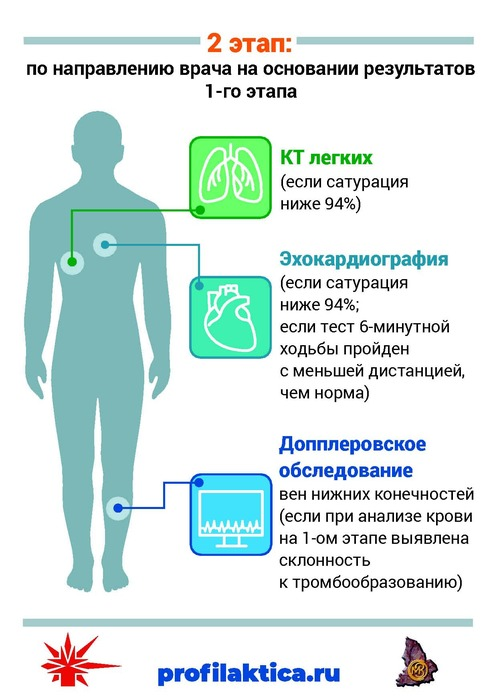 2 этап:
по направлению врача на основании результатов
1-го этапа
КТ легких
(если сатурация
ниже 94%)
Эхокардиография
(если сатурация
ниже 94%;
если тест 6-минутной
ходьбы пройден
с меньшей дистанцией,
чем норма)
Допплеровское
обследование
вен нижних конечностей
(если при анализе крови
на 1-ом этапе выявлена
склонность
к тромбообразованию)
profilaktica.ru